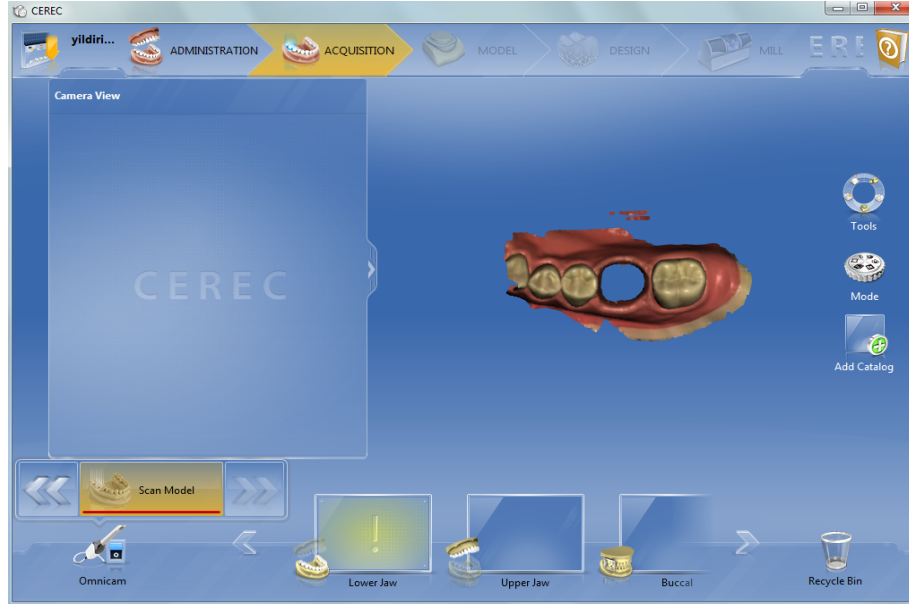 CEREC
yildiri...
ADMINISTRATION
ACQUISITION
MODEL
DESIGN
MILL
Camera View
CEREC
Tools
Mode
Add Catalog
Scan Model
Omnicam
Lower Jaw
Upper Jaw
Buccal
Recycle Bin